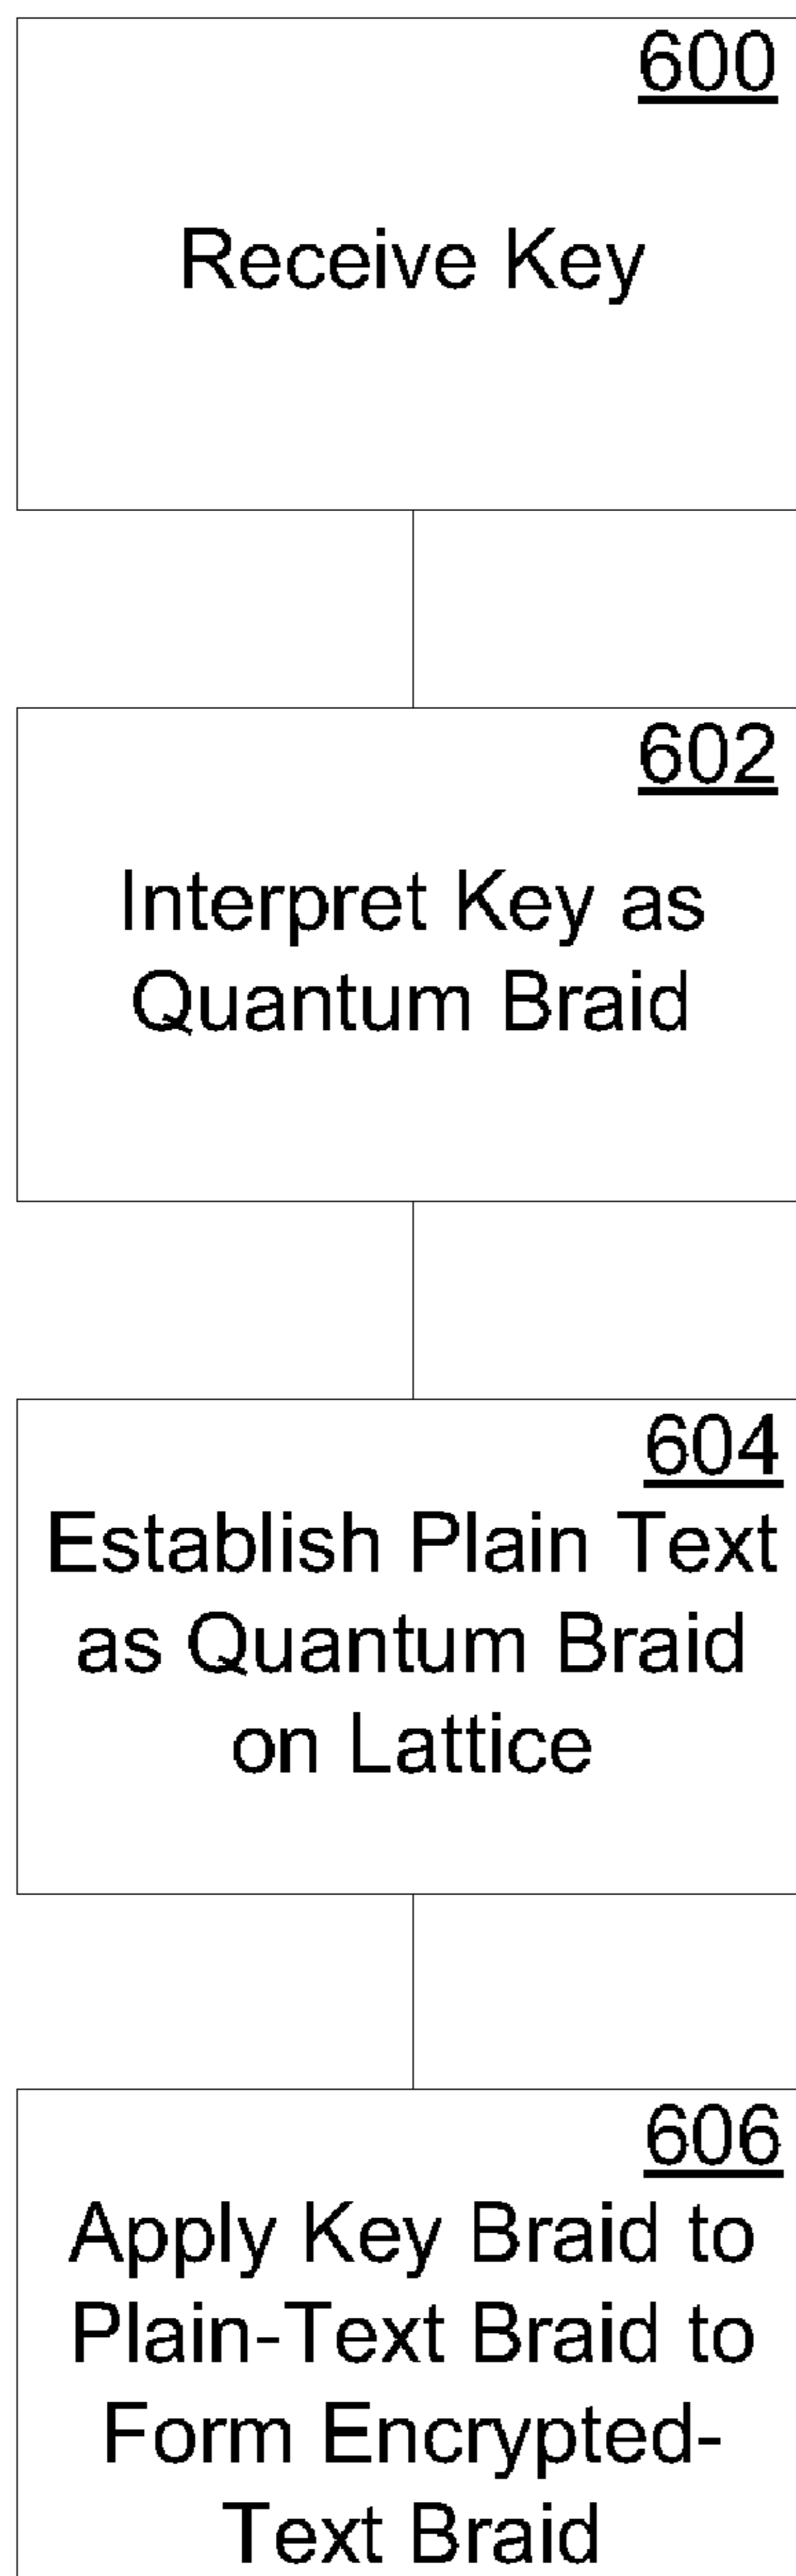 600
Receive Key
602
Interpret Key as
Quantum Braid
604
Establish Plain Text
as Quantum Braid
on Lattice
606
Apply Key Braid to
Plain-Text Braid to
Form Encrypted-
Text Braid